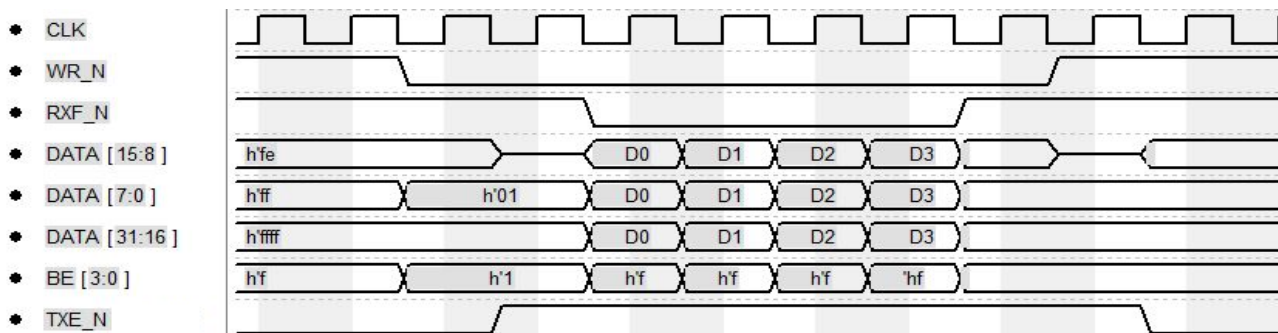 CLK
WR_N
RXF_N
DATA [ 15:8 ] h'fe D0 D1 D2 D3
DATA [7:0 ] h'ff h'01 D0 D1 D2 D3
DATA [ 31:16 ] h'ffff D0 D1 D2 D3
BE [ 3:0 ] h'f h'1 h'f h'f h'f 'hf
TXE_N